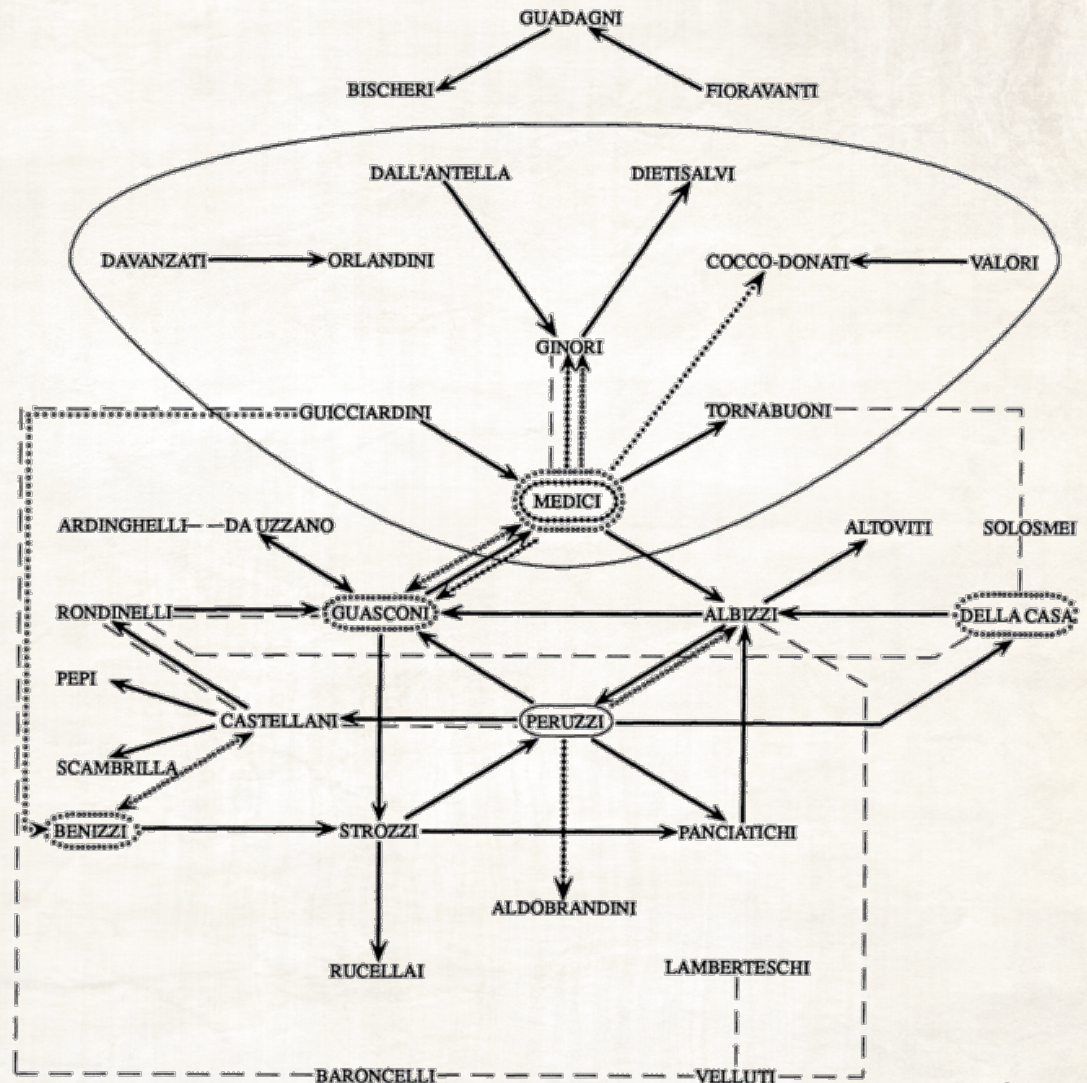 GUADAGNI
BISCHERI
FIORAVANTI
DALL'ANTELLA
DIETISALVI
DAVANZATI
ORLANDINI
COCCO-DONATI
VALORI
GINORI
GUICCIARDINI
TORNABUONI
MEDICI
ARDINGHELLI
DA UZZANO
ALTOVITI
SOLOSMEI
RONDINELLI
GUASCONI
ALBIZZI
DELLA CASA
PEPI
CASTELLANI
PERUZZI
SCAMBRILLA
BENIZZI
STROZZI
PANCIATICHI
ALDOBRANDINI
RUCELLAI
LAMBERTESCHI
BARONCELLI
VELLUTI